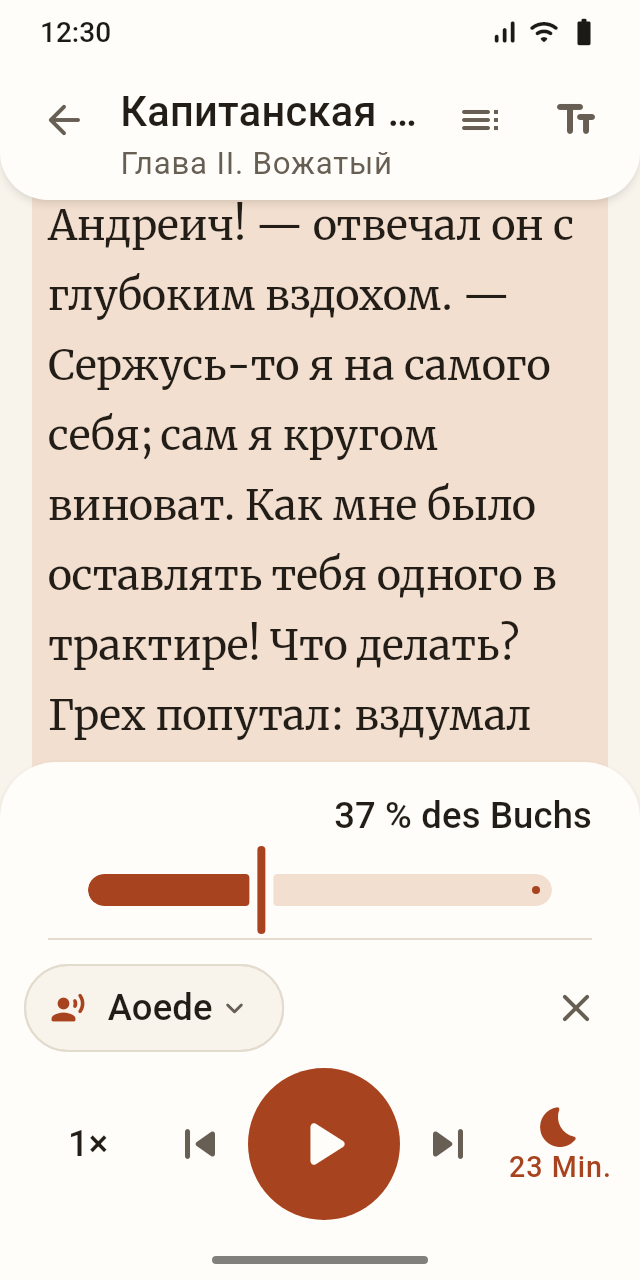 12:30
Капитанская ...
Глава II. Вожатый
Андреич! — отвечал он с
глубоким вздохом. —
Сержусь-то я на самого
себя; сам я кругом
виноват. Как мне было
оставлять тебя одного в
трактире! Что делать?
Грех попутал: вздумал
37 % des Buchs
Aoede
1×
23 Min.